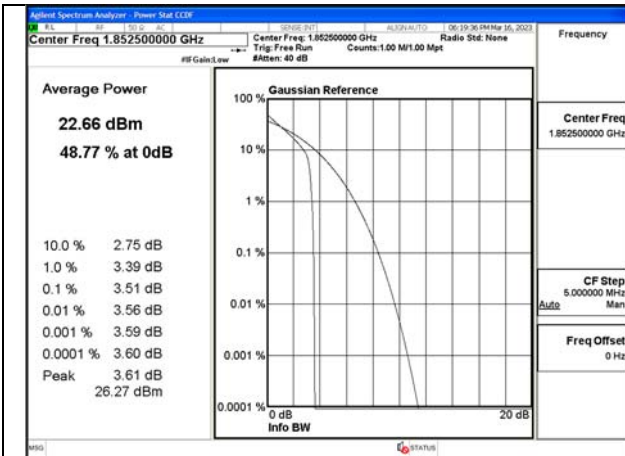 Agilent Spectrum Analyzer - Power Stat CCDF
RL RF 50 Ω AC SENSE:INT ALIGN AUTO 06:19:36 PM Mar 16, 2023
Center Freq 1.852500000 GHz
Center Freq: 1.852500000 GHz Radio Std: None
Trig: Free Run Counts:1.00 M/1.00 Mpt
#IFGain:Low #Atten: 40 dB
Frequency
Average Power
22.66 dBm
48.77 % at 0dB
10.0 % 2.75 dB
1.0 % 3.39 dB
0.1 % 3.51 dB
0.01 % 3.56 dB
0.001 % 3.59 dB
0.0001 % 3.60 dB
Peak 3.61 dB
26.27 dBm
Gaussian Reference
100 %
10 %
1 %
0.1 %
0.01 %
0.001 %
0.0001 %
0 dB 20 dB
Info BW
Center Freq
1.852500000 GHz
CF Step
5.000000 MHz
Auto Man
Freq Offset
0 Hz
MSG STATUS